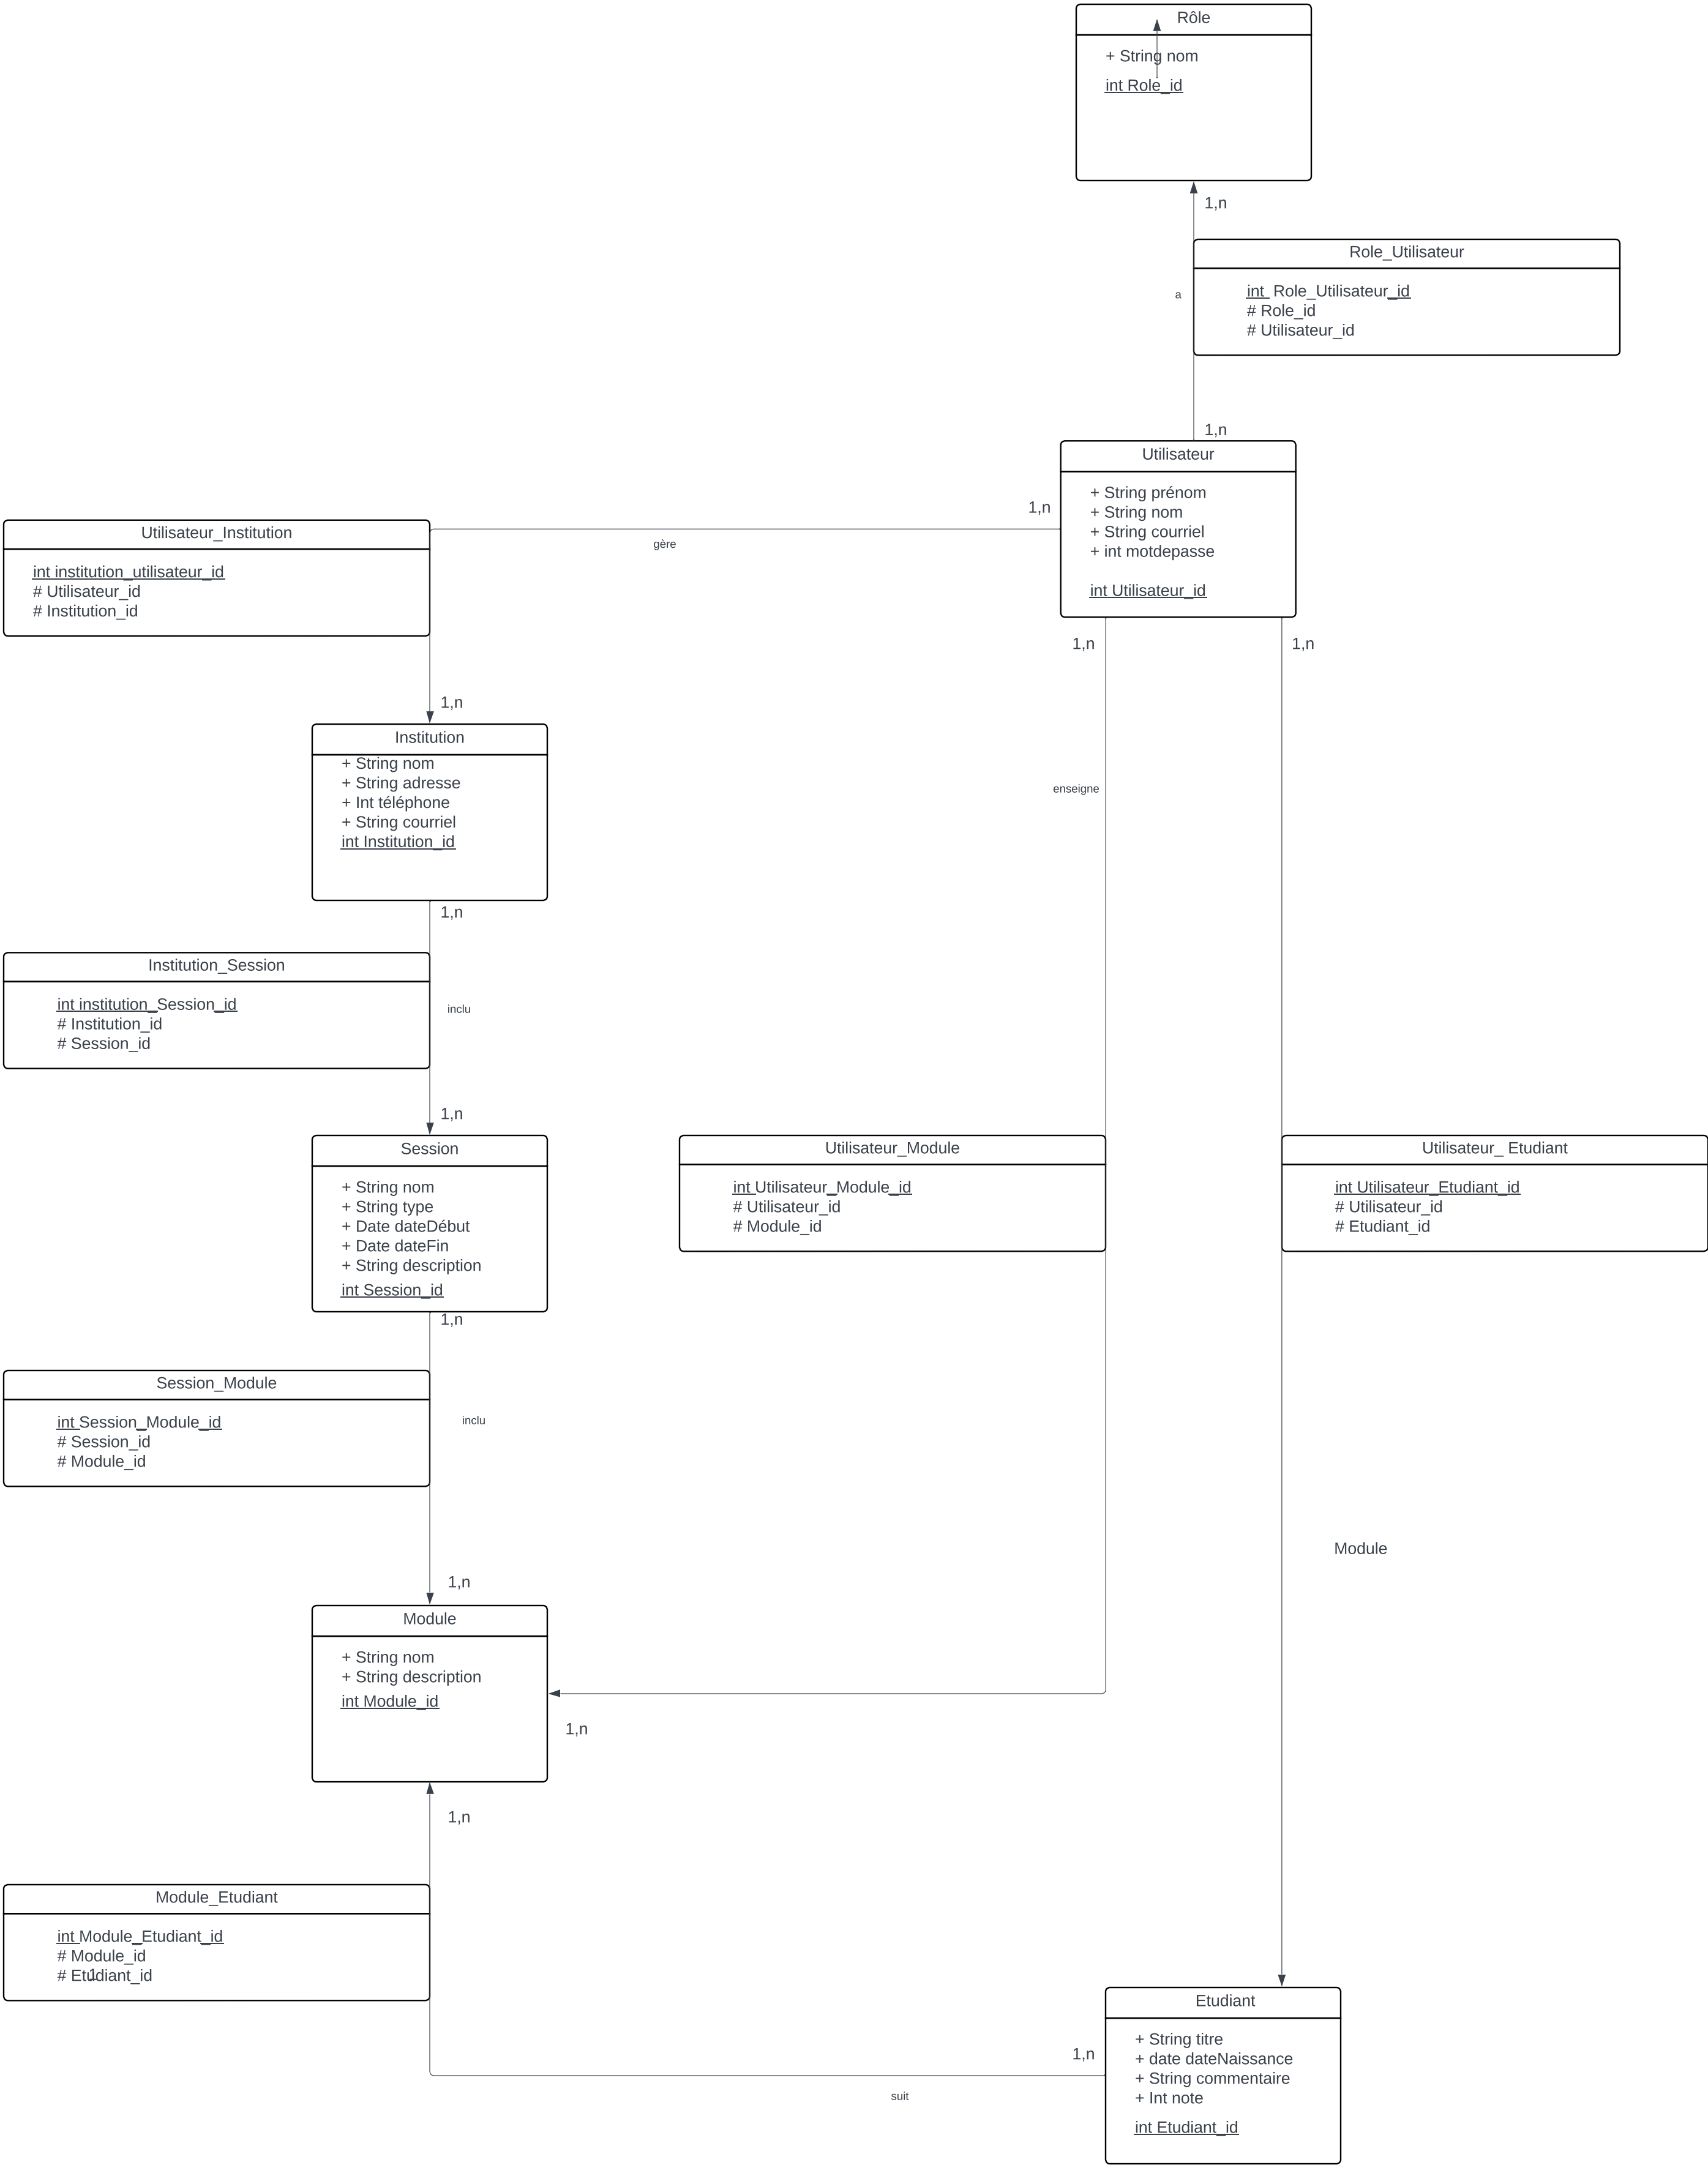 Rôle
+ String nom
int Role_id
1,n
Role_Utilisateur
int  Role_Utilisateur_id
# Role_id
# Utilisateur_id
a
1,n
Utilisateur
+ String prénom
+ String nom
+ String courriel
+ int motdepasse
int Utilisateur_id
1,n
gère
Utilisateur_Institution
int institution_utilisateur_id
# Utilisateur_id
# Institution_id
1,n
1,n
1,n
Institution
+ String nom
+ String adresse
+ Int téléphone
+ String courriel
int Institution_id
enseigne
1,n
Institution_Session
int institution_Session_id
# Institution_id
# Session_id
inclu
1,n
Session
+ String nom
+ String type
+ Date dateDébut
+ Date dateFin
+ String description
int Session_id
Utilisateur_Module
int Utilisateur_Module_id
# Utilisateur_id
# Module_id
Utilisateur_ Etudiant
int Utilisateur_Etudiant_id
# Utilisateur_id
# Etudiant_id
1,n
Session_Module
int Session_Module_id
# Session_id
# Module_id
inclu
Module
1,n
Module
+ String nom
+ String description
int Module_id
1,n
1,n
Module_Etudiant
int Module_Etudiant_id
# Module_id
# Etudiant_id
1
Etudiant
+ String titre
+ date dateNaissance
+ String commentaire
+ Int note
int Etudiant_id
1,n
suit